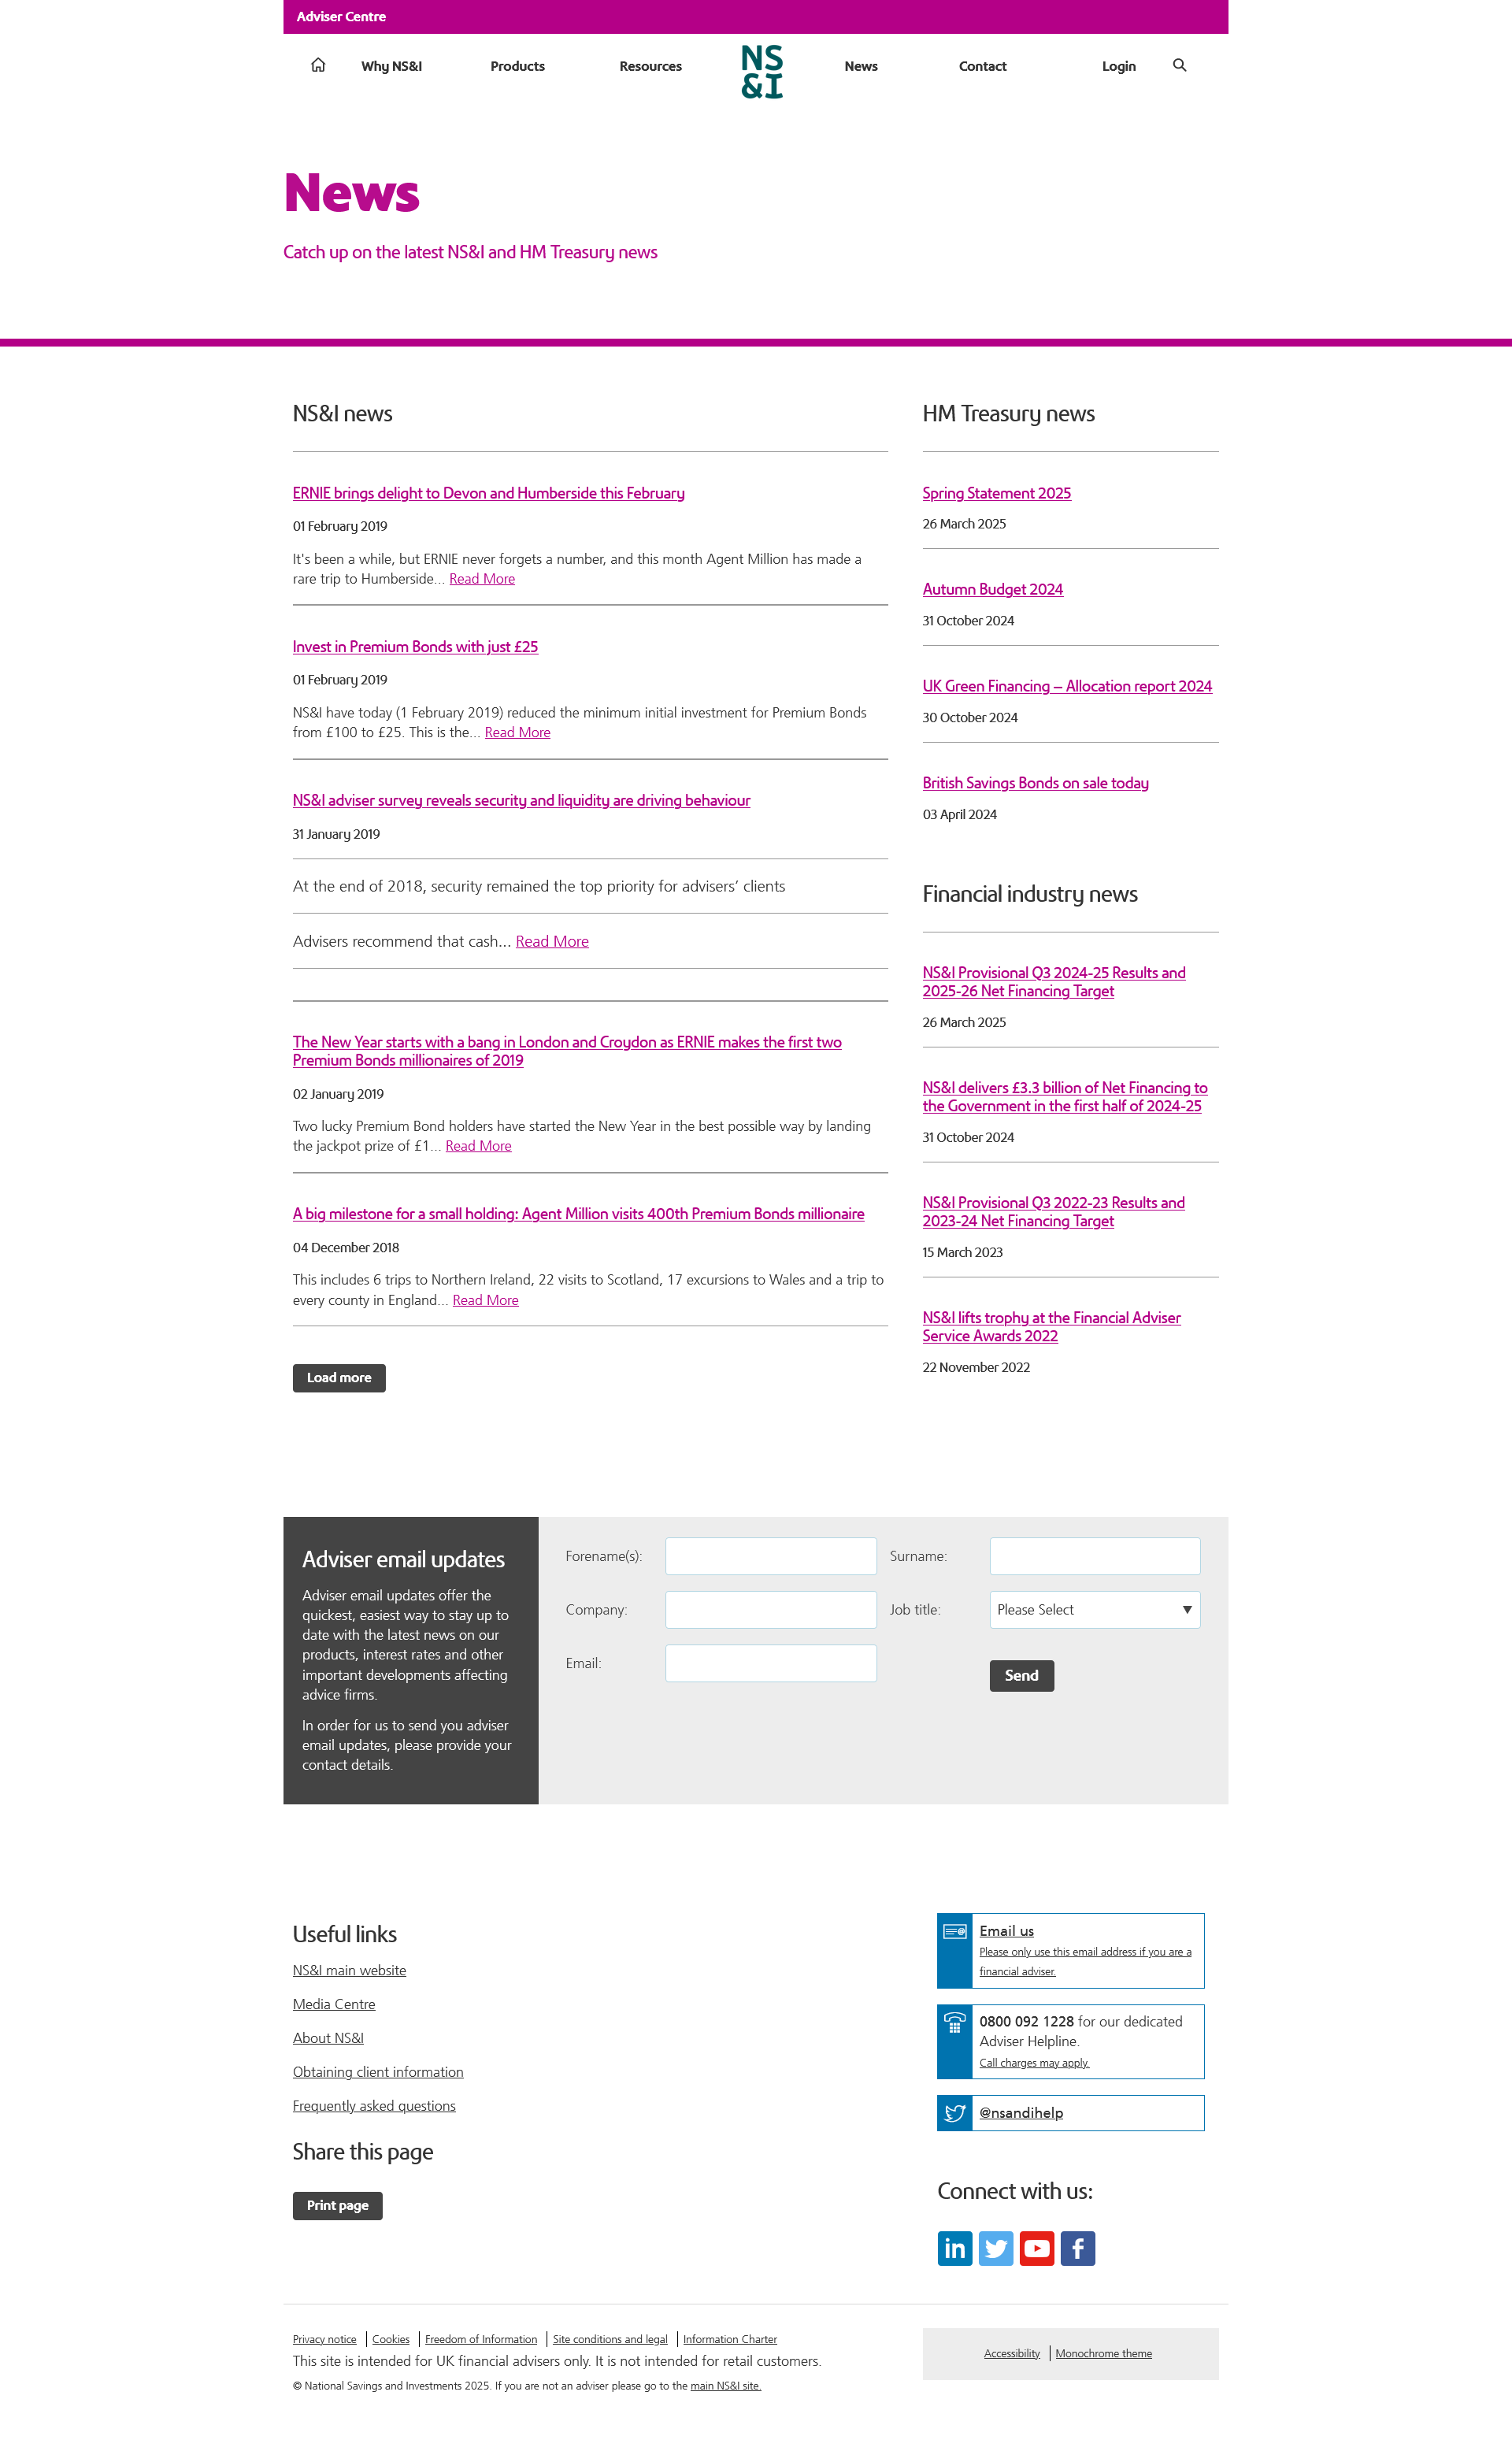 Adviser Centre
Why NS&I
Products
Resources
NS
&I
News
Contact
Login
News
Catch up on the latest NS&I and HM Treasury news
NS&I news
ERNIE brings delight to Devon and Humberside this February
01 February 2019
It's been a while, but ERNIE never forgets a number, and this month Agent Million has made a
rare trip to Humberside... Read More
Invest in Premium Bonds with just £25
01 February 2019
NS&I have today (1 February 2019) reduced the minimum initial investment for Premium Bonds
from £100 to £25. This is the... Read More
NS&I adviser survey reveals security and liquidity are driving behaviour
31 January 2019
At the end of 2018, security remained the top priority for advisers’ clients
Advisers recommend that cash... Read More
The New Year starts with a bang in London and Croydon as ERNIE makes the first two
Premium Bonds millionaires of 2019
02 January 2019
Two lucky Premium Bond holders have started the New Year in the best possible way by landing
the jackpot prize of £1... Read More
A big milestone for a small holding: Agent Million visits 400th Premium Bonds millionaire
04 December 2018
This includes 6 trips to Northern Ireland, 22 visits to Scotland, 17 excursions to Wales and a trip to
every county in England... Read More
Load more
HM Treasury news
Spring Statement 2025
26 March 2025
Autumn Budget 2024
31 October 2024
UK Green Financing – Allocation report 2024
30 October 2024
British Savings Bonds on sale today
03 April 2024
Financial industry news
NS&I Provisional Q3 2024-25 Results and
2025-26 Net Financing Target
26 March 2025
NS&I delivers £3.3 billion of Net Financing to
the Government in the first half of 2024-25
31 October 2024
NS&I Provisional Q3 2022-23 Results and
2023-24 Net Financing Target
15 March 2023
NS&I lifts trophy at the Financial Adviser
Service Awards 2022
22 November 2022
Adviser email updates
Adviser email updates offer the
quickest, easiest way to stay up to
date with the latest news on our
products, interest rates and other
important developments affecting
advice firms.
In order for us to send you adviser
email updates, please provide your
contact details.
Forename(s):
Surname:
Company:
Job title:
Please Select
Email:
Send
Useful links
NS&I main website
Media Centre
About NS&I
Obtaining client information
Frequently asked questions
Share this page
Print page
Email us
Please only use this email address if you are a
financial adviser.
0800 092 1228 for our dedicated
Adviser Helpline.
Call charges may apply.
@nsandihelp
Connect with us:
Privacy notice
Cookies
Freedom of Information
Site conditions and legal
Information Charter
This site is intended for UK financial advisers only. It is not intended for retail customers.
© National Savings and Investments 2025. If you are not an adviser please go to the main NS&I site.
Accessibility
Monochrome theme